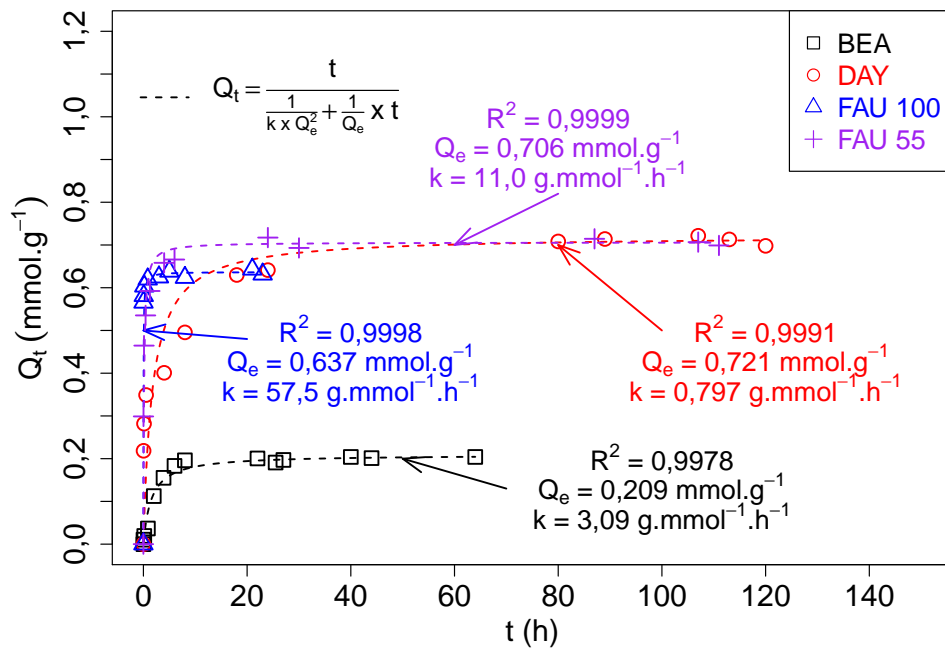 BEA
DAY
FAU 100
FAU 55
Q_t = t / (1/(k x Q_e^2) + 1/Q_e x t)
R² = 0,9999
Q_e = 0,706 mmol.g⁻¹
k = 11,0 g.mmol⁻¹.h⁻¹
R² = 0,9998
Q_e = 0,637 mmol.g⁻¹
k = 57,5 g.mmol⁻¹.h⁻¹
R² = 0,9991
Q_e = 0,721 mmol.g⁻¹
k = 0,797 g.mmol⁻¹.h⁻¹
R² = 0,9978
Q_e = 0,209 mmol.g⁻¹
k = 3,09 g.mmol⁻¹.h⁻¹
Q_t (mmol.g⁻¹)
1,2
1,0
0,8
0,6
0,4
0,2
0,0
0 20 40 60 80 100 120 140
t (h)